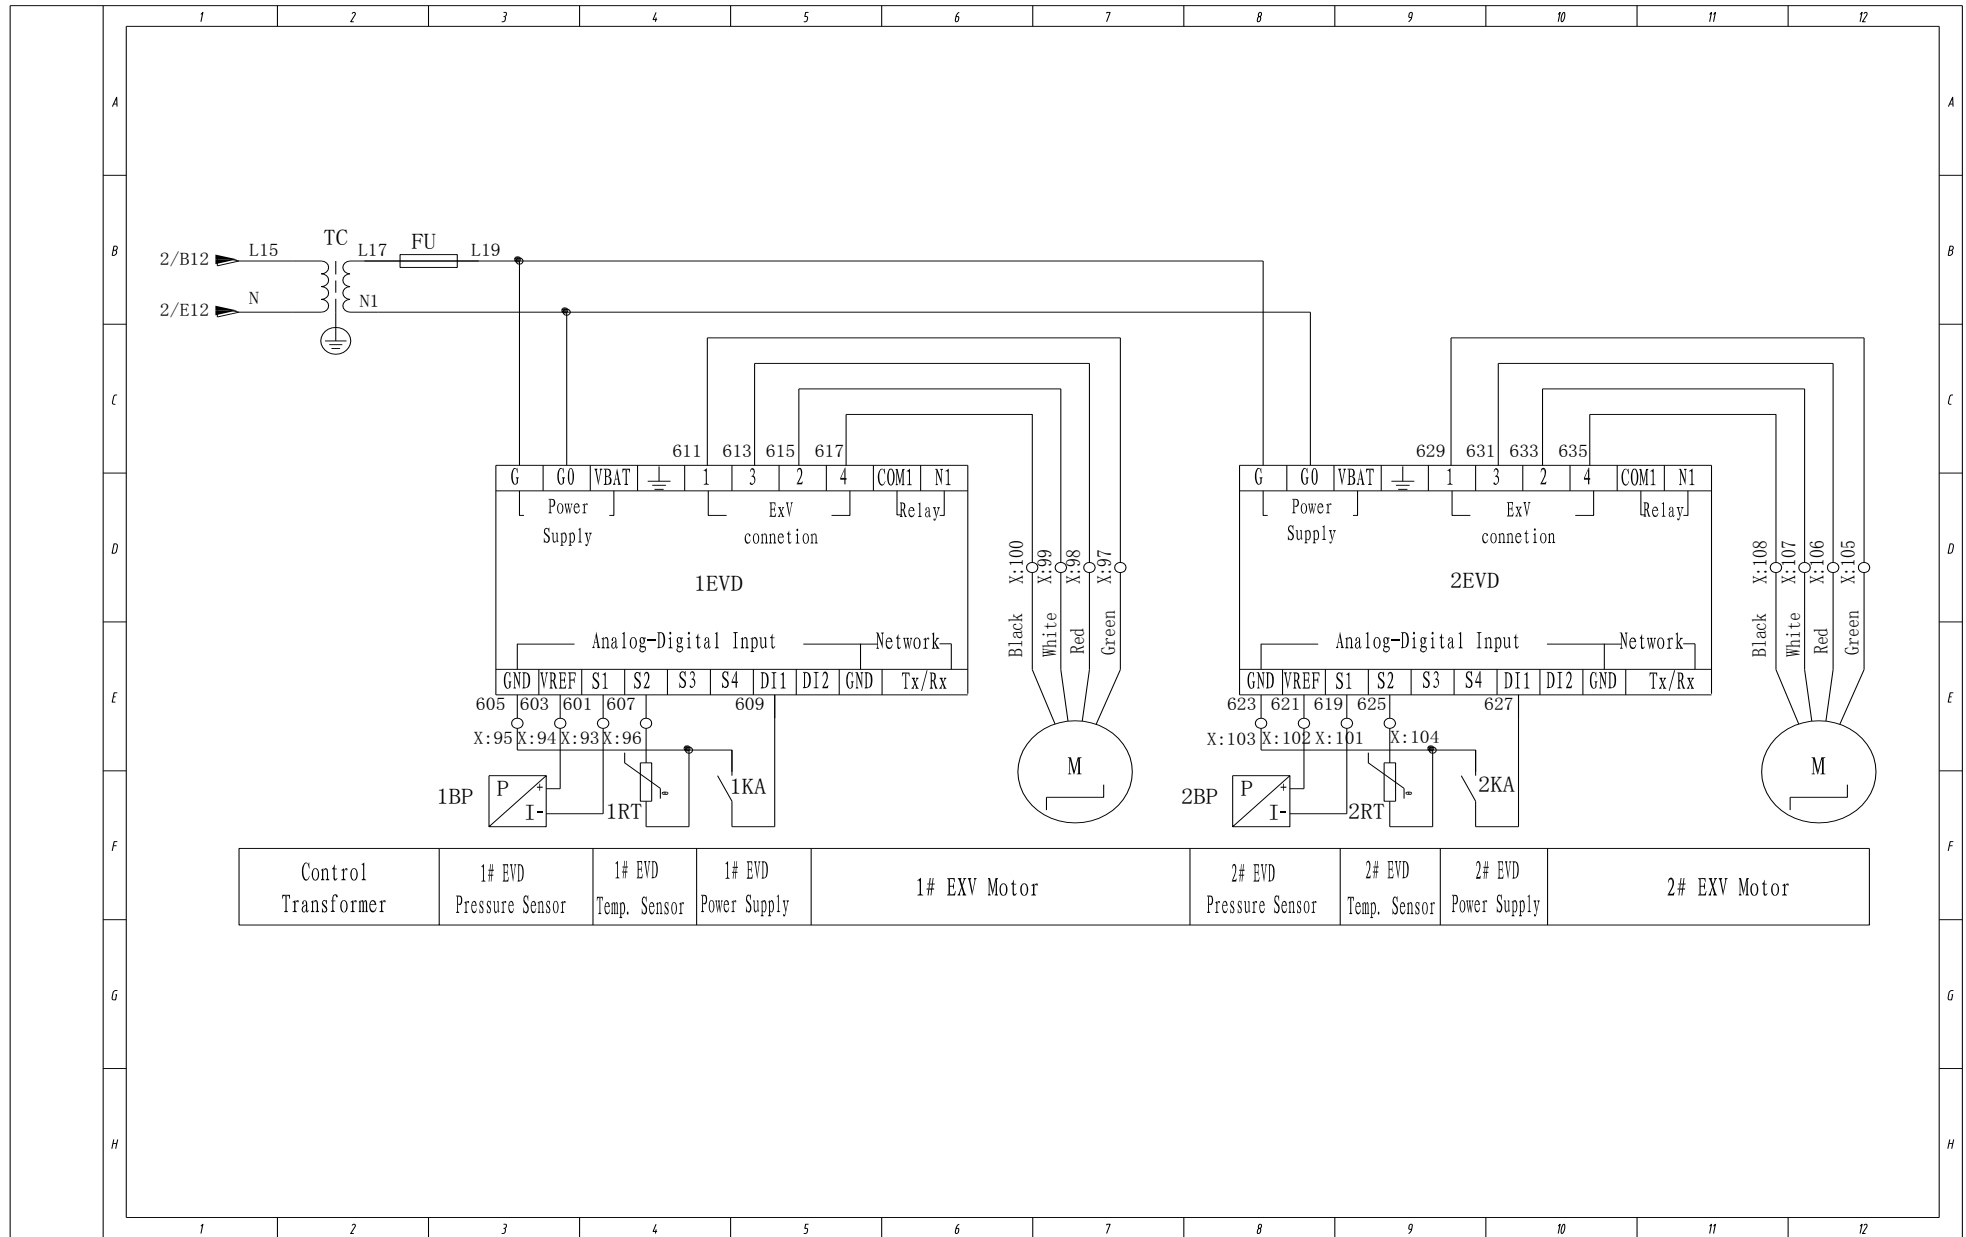 1 2 3 4 5 6 7 8 9 10 11 12
A A
TC
L15 L17 FU L19
B B
2/B12
N N1
2/E12
C C
611 613 615 617 629 631 633 635
G G0 VBAT 1 3 2 4 COM1 N1
Power ExV Relay
Supply connetion
1EVD
Analog-Digital Input Network
GND VREF S1 S2 S3 S4 DI1 DI2 GND Tx/Rx
G G0 VBAT 1 3 2 4 COM1 N1
Power ExV Relay
Supply connetion
2EVD
Analog-Digital Input Network
GND VREF S1 S2 S3 S4 DI1 DI2 GND Tx/Rx
D D
X:100 X:99 X:98 X:97
Black White Red Green
X:108 X:107 X:106 X:105
Black White Red Green
E E
605 603 601 607 609
X:95 X:94 X:93 X:96
623 621 619 625 627
X:103 X:102 X:101 X:104
M M
1BP P + I- 1RT θ 1KA
2BP P + I- 2RT θ 2KA
F F
Control
Transformer
1# EVD
Pressure Sensor
1# EVD
Temp. Sensor
1# EVD
Power Supply
1# EXV Motor
2# EVD
Pressure Sensor
2# EVD
Temp. Sensor
2# EVD
Power Supply
2# EXV Motor
G G
H H
1 2 3 4 5 6 7 8 9 10 11 12